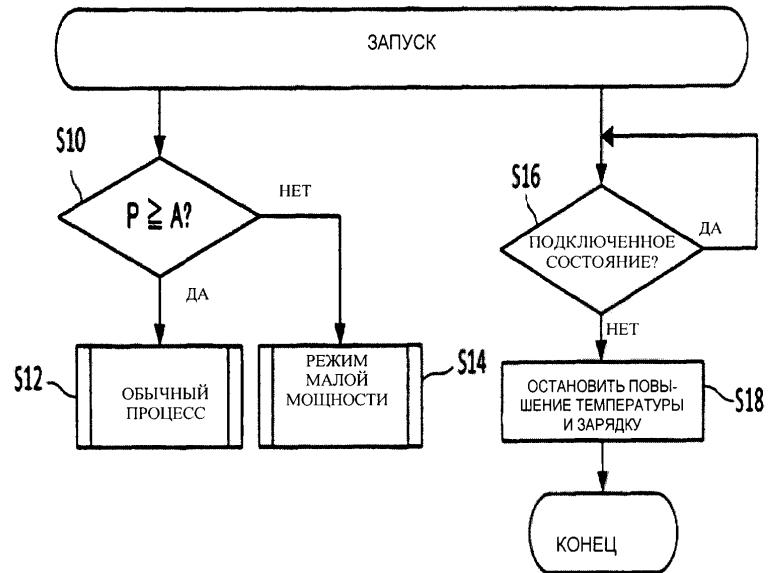 ЗАПУСК
S10
P ≧ A?
НЕТ
ДА
S12
ОБЫЧНЫЙ
ПРОЦЕСС
РЕЖИМ
МАЛОЙ
МОЩНОСТИ
S14
S16
ПОДКЛЮЧЕННОЕ
СОСТОЯНИЕ?
ДА
НЕТ
ОСТАНОВИТЬ ПОВЫ-
ШЕНИЕ ТЕМПЕРАТУРЫ
И ЗАРЯДКУ
S18
КОНЕЦ